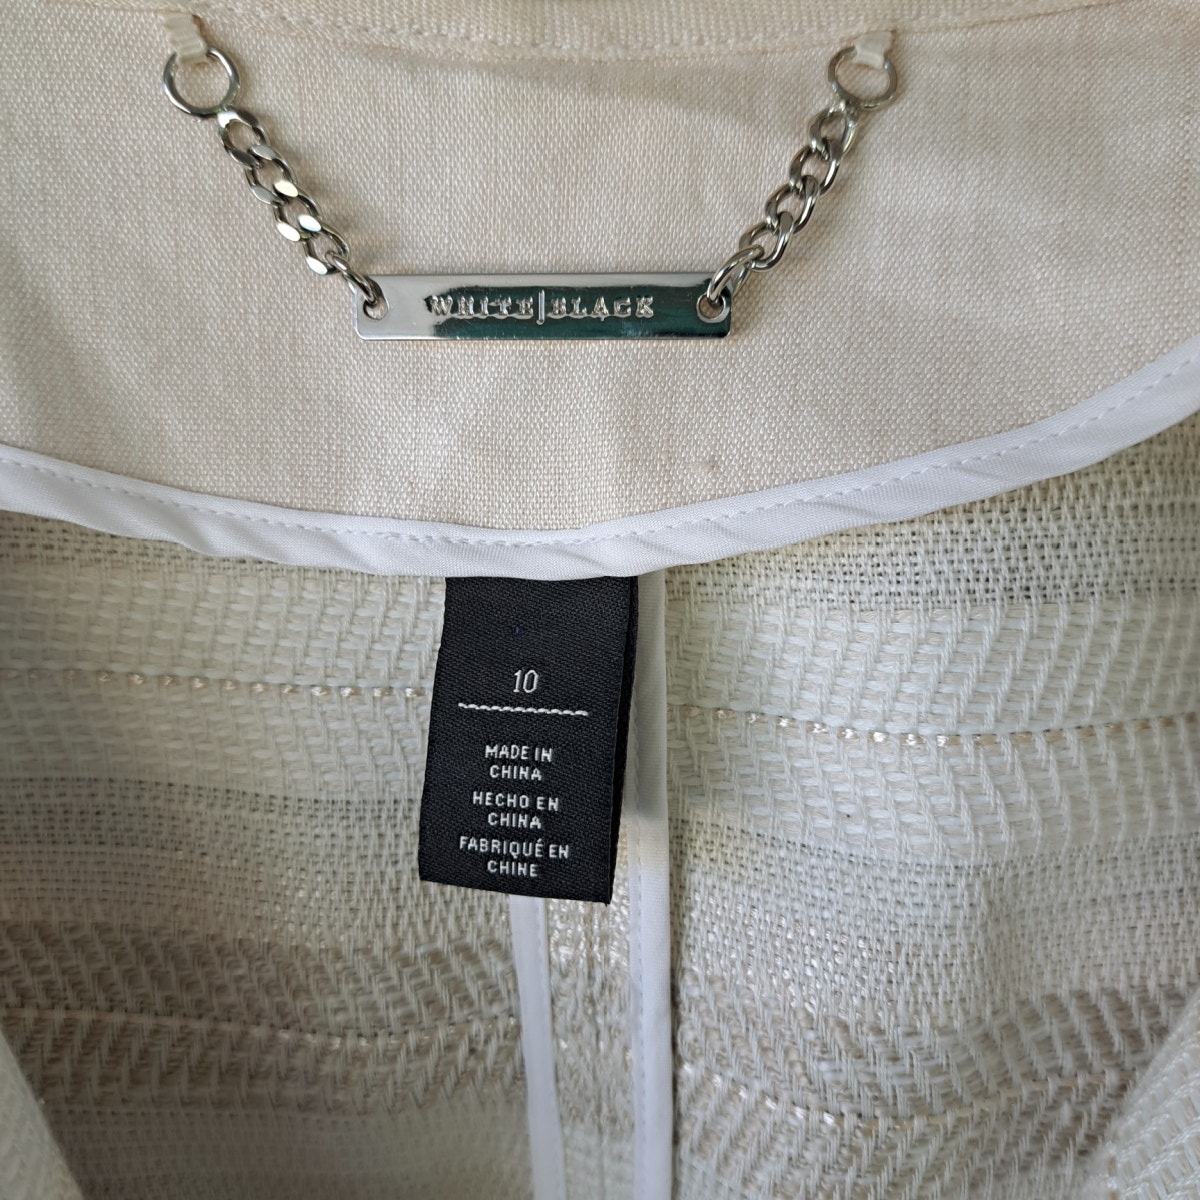 WHITE|BLACK
10
MADE IN
CHINA
HECHO EN
CHINA
FABRIQUÉ EN
CHINE